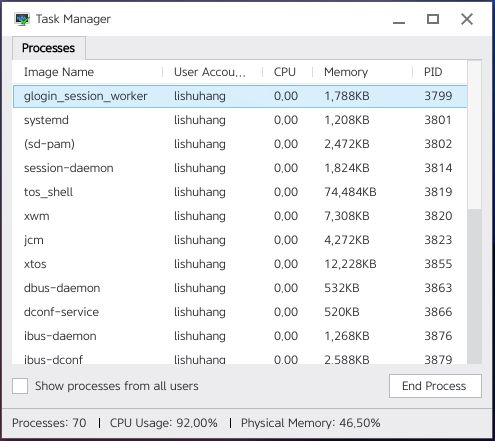 Task Manager
Processes
Image Name User Accou... CPU Memory PID
glogin_session_worker lishuhang 0,00 1,788KB 3799
systemd lishuhang 0,00 1,208KB 3801
(sd-pam) lishuhang 0,00 2,472KB 3802
session-daemon lishuhang 0,00 1,824KB 3814
tos_shell lishuhang 0,00 74,484KB 3819
xwm lishuhang 0,00 7,308KB 3820
jcm lishuhang 0,00 4,272KB 3823
xtos lishuhang 0,00 12,228KB 3855
dbus-daemon lishuhang 0,00 532KB 3863
dconf-service lishuhang 0,00 520KB 3866
ibus-daemon lishuhang 0,00 1,268KB 3876
ibus-dconf lishuhang 0,00 2,588KB 3879
Show processes from all users End Process
Processes: 70 | CPU Usage: 92,00% | Physical Memory: 46,50%